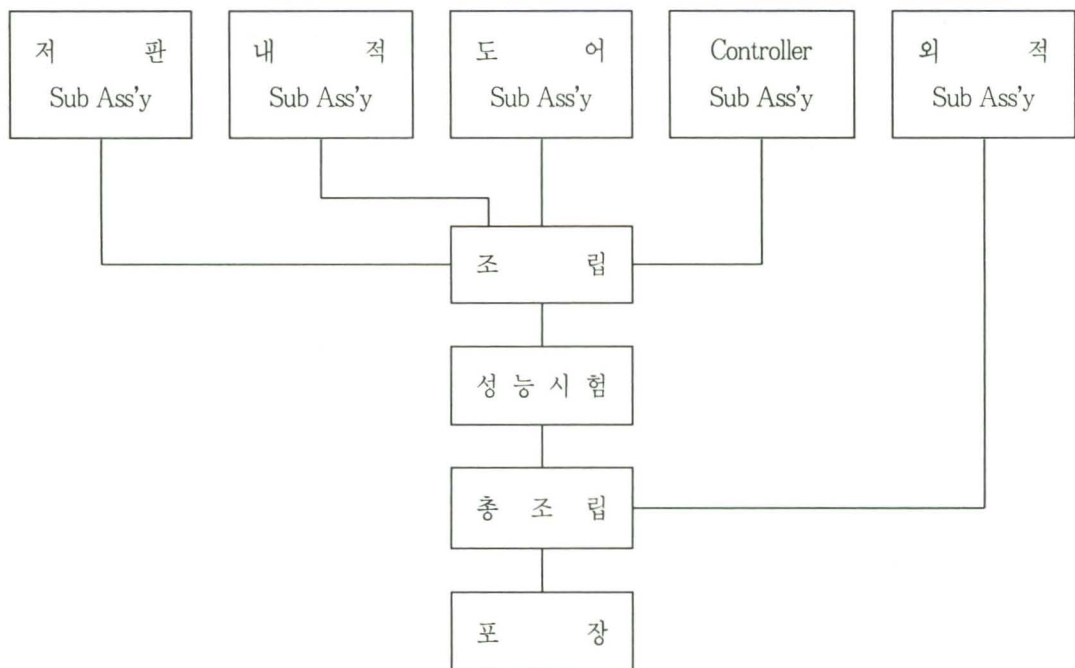 저 판
Sub Ass'y
내 적
Sub Ass'y
도 어
Sub Ass'y
Controller
Sub Ass'y
외 적
Sub Ass'y
조 립
성 능 시 험
총 조 립
포 장